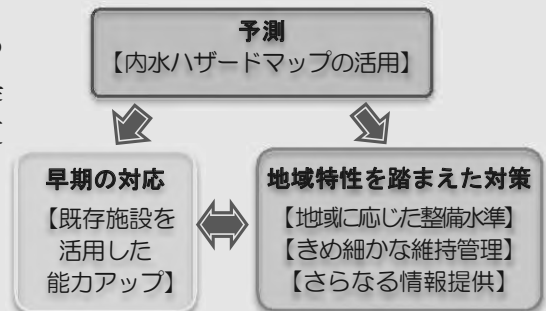 予測
【内水ハザードマップの活用】
早期の対応
【既存施設を
活用した
能力アップ】
地域特性を踏まえた対策
【地域に応じた整備水準】
【きめ細かな維持管理】
【さらなる情報提供】